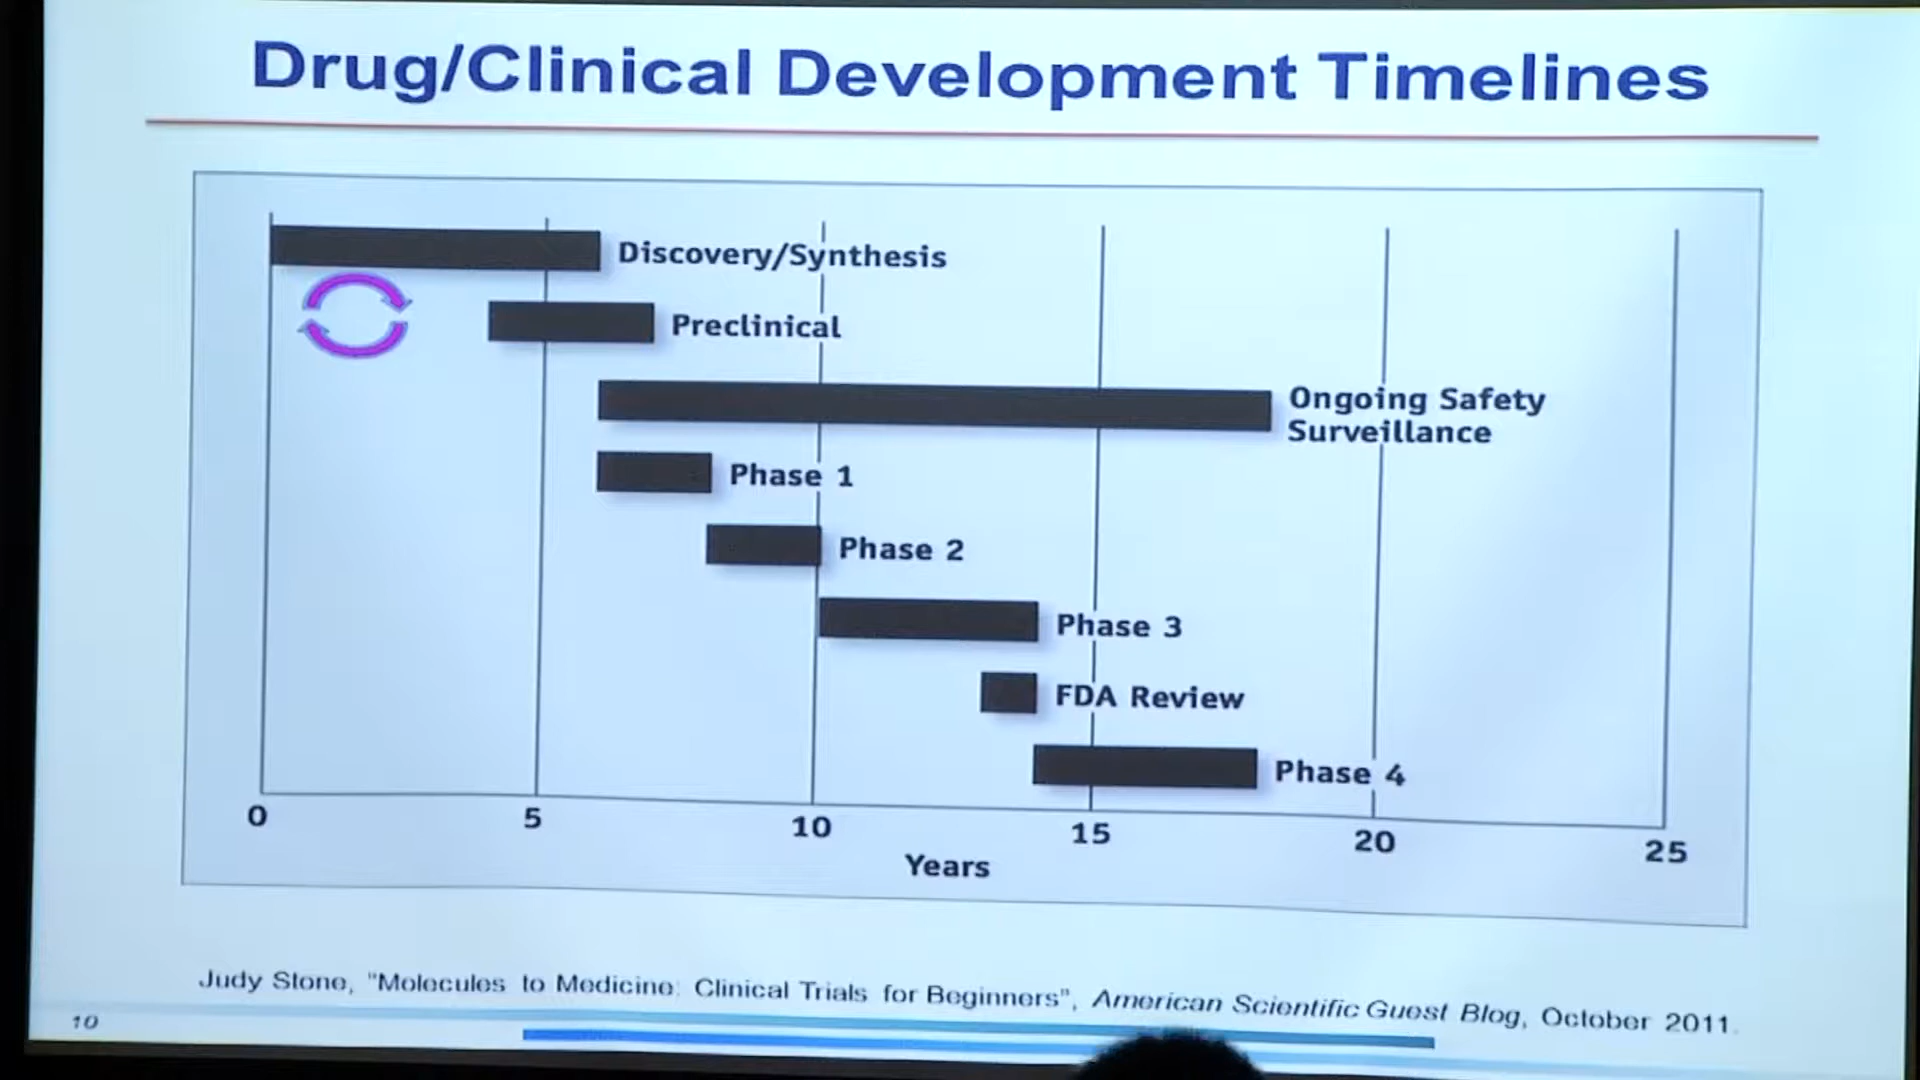 Drug/Clinical Development Timelines
Discovery/Synthesis
Preclinical
Ongoing Safety
Surveillance
Phase 1
Phase 2
Phase 3
FDA Review
Phase 4
0 5 10 15 20 25
Years
Judy Stone, "Molecules to Medicine: Clinical Trials for Beginners", American Scientific Guest Blog, October 2011.
10